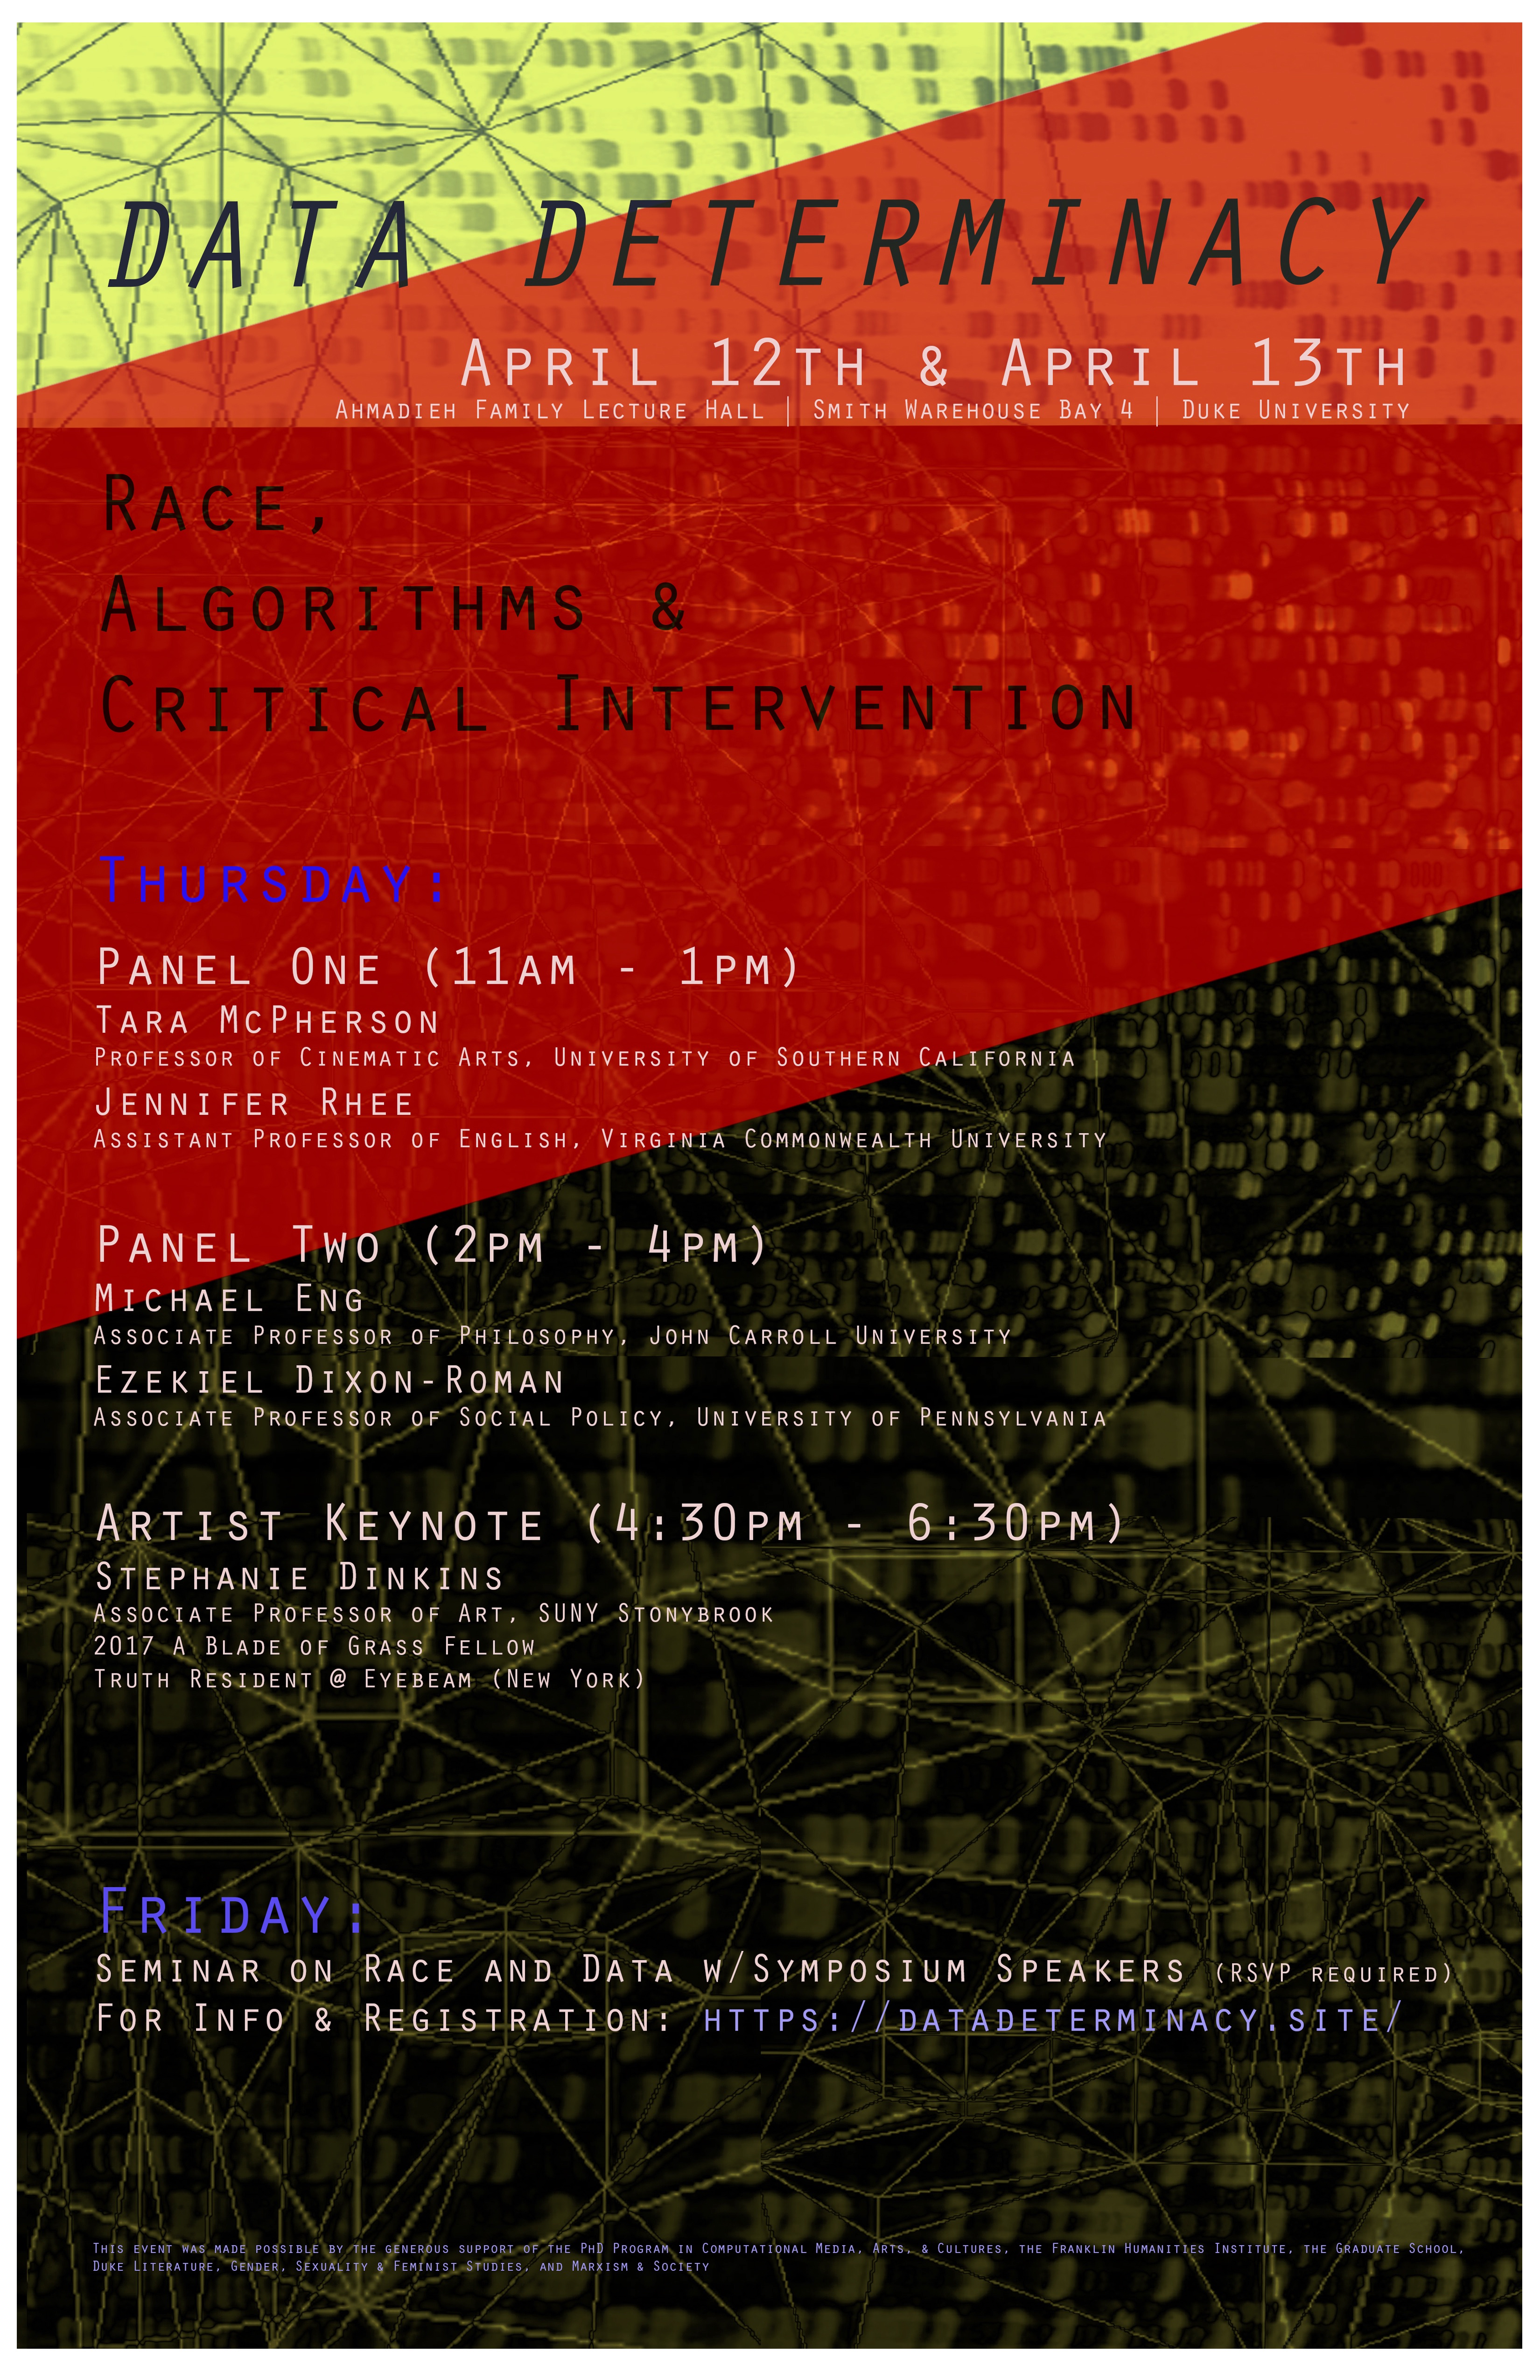 DATA DETERMINACY
April 12th & April 13th
Ahmadieh Family Lecture Hall | Smith Warehouse Bay 4 | Duke University
Race,
Algorithms &
Critical Intervention
Thursday:
Panel One (11am - 1pm)
Tara McPherson
Professor of Cinematic Arts, University of Southern California
Jennifer Rhee
Assistant Professor of English, Virginia Commonwealth University
Panel Two (2pm - 4pm)
Michael Eng
Associate Professor of Philosophy, John Carroll University
Ezekiel Dixon-Roman
Associate Professor of Social Policy, University of Pennsylvania
Artist Keynote (4:30pm - 6:30pm)
Stephanie Dinkins
Associate Professor of Art, SUNY Stonybrook
2017 A Blade of Grass Fellow
Truth Resident @ Eyebeam (New York)
Friday:
Seminar on Race and Data w/Symposium Speakers (RSVP required)
For Info & Registration: https://datadeterminacy.site/
This event was made possible by the generous support of the PhD Program in Computational Media, Arts, & Cultures, the Franklin Humanities Institute, the Graduate School,
Duke Literature, Gender, Sexuality & Feminist Studies, and Marxism & Society